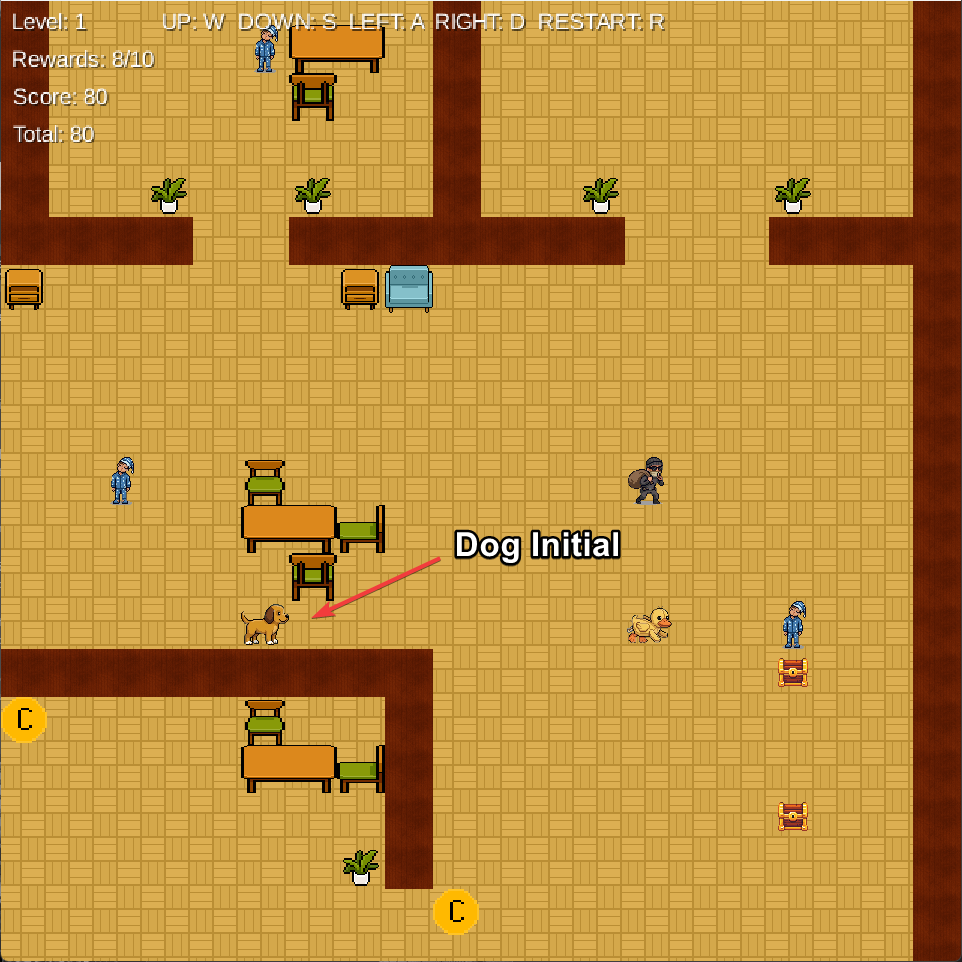 Level: 1 UP: W DOWN: S LEFT: A RIGHT: D RESTART: R
Rewards: 8/10
Score: 80
Total: 80
Dog Initial
C
C